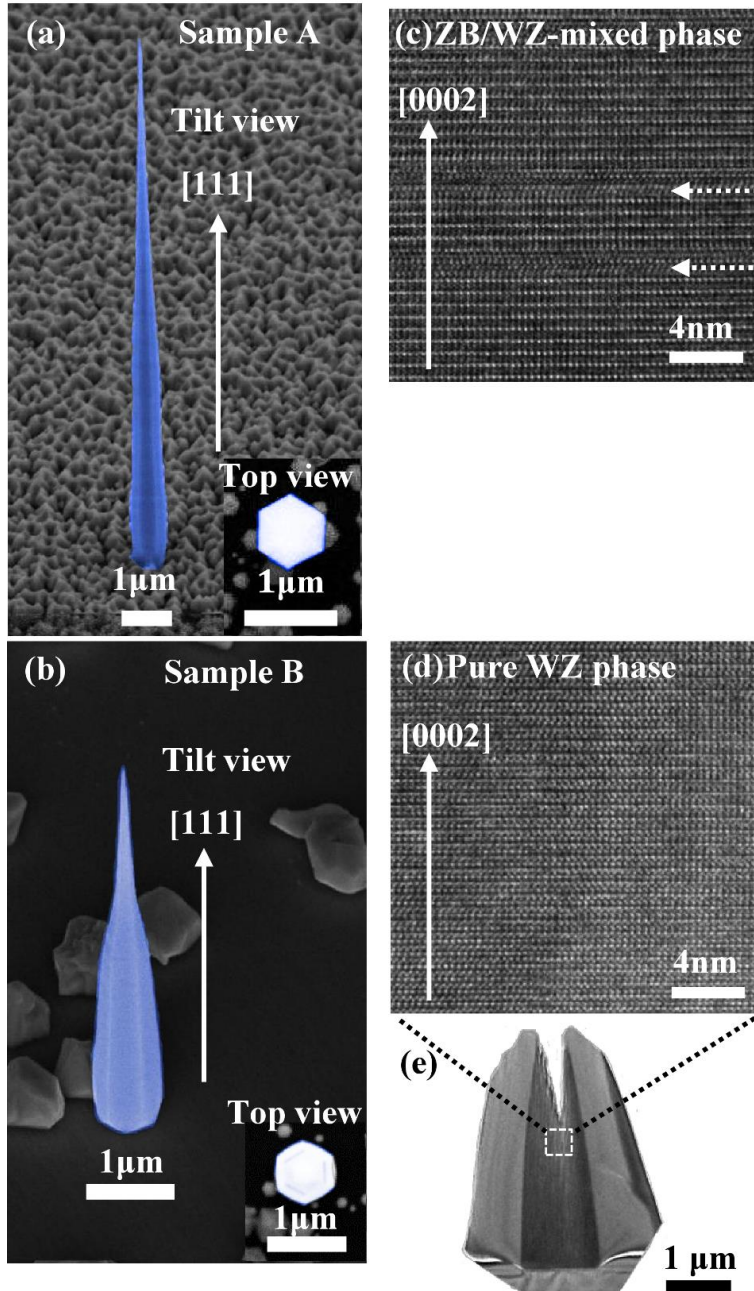 (a) Sample A
Tilt view
[111]
Top view
1μm
1μm
(b) Sample B
Tilt view
[111]
Top view
1μm
1μm
(c) ZB/WZ-mixed phase
[0002]
4nm
(d) Pure WZ phase
[0002]
4nm
(e)
1 μm